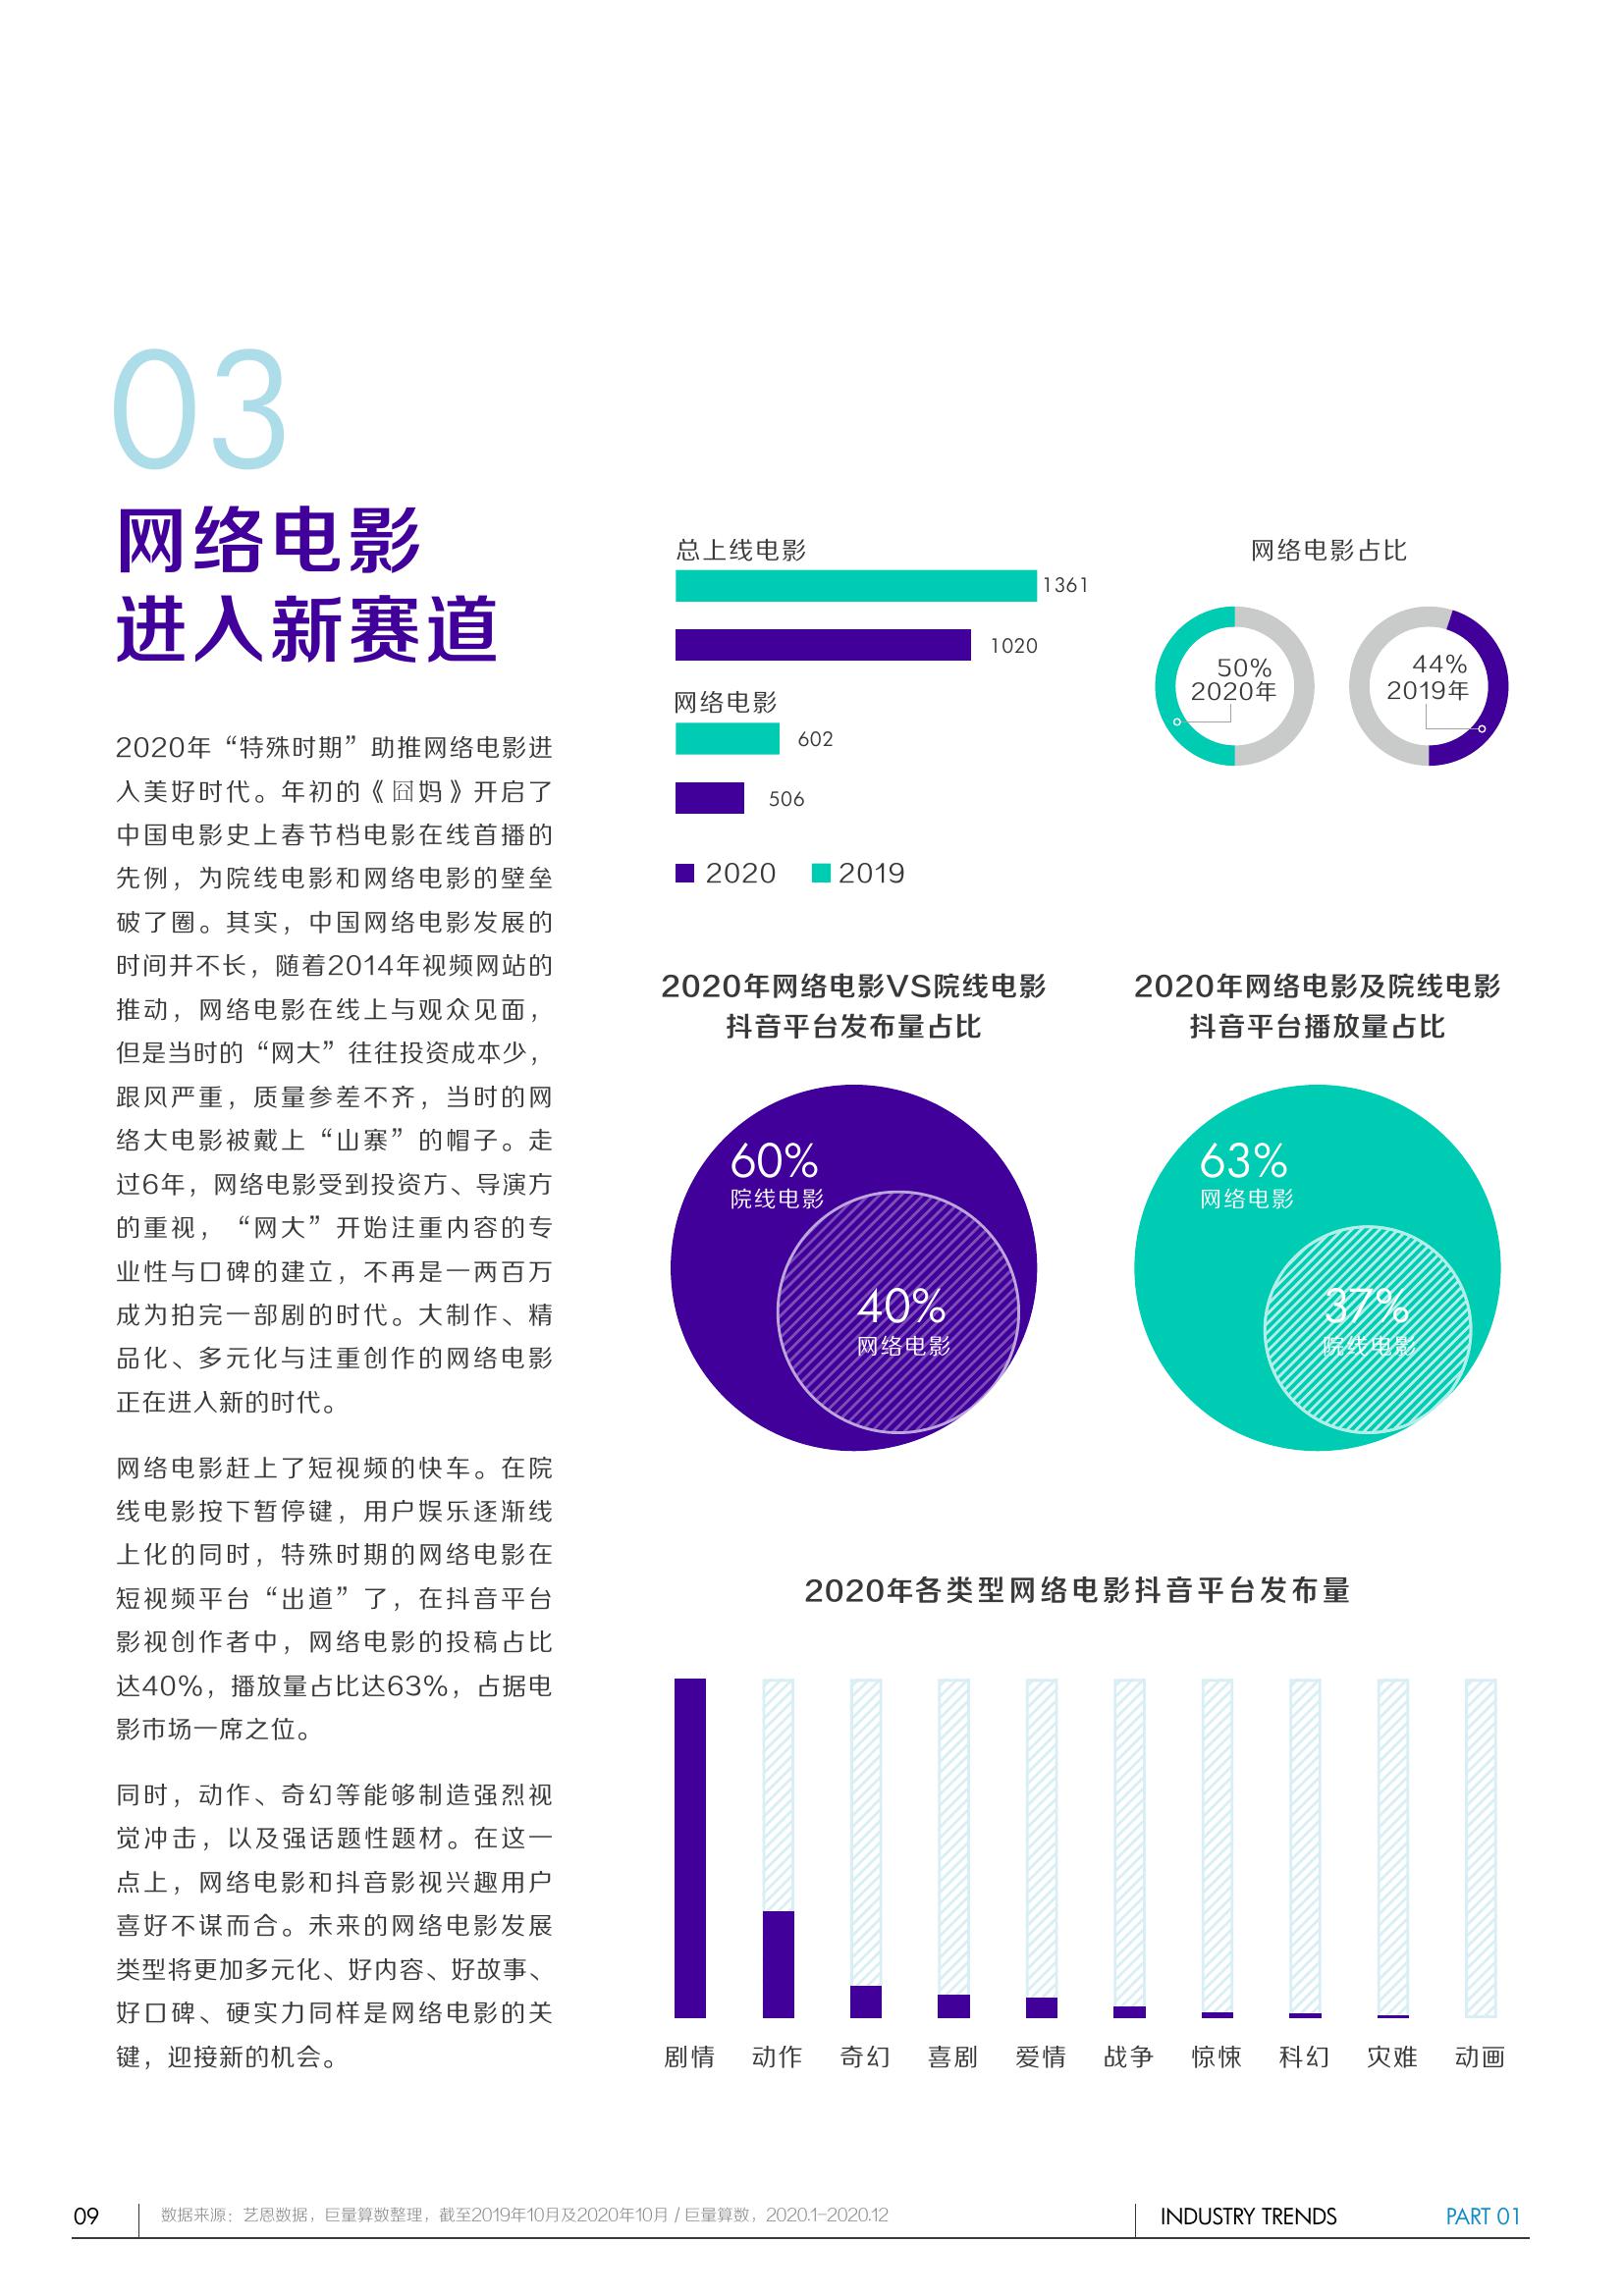 03
网络电影
进入新赛道
2020年“特殊时期”助推网络电影进
入美好时代。年初的《囧妈》开启了
中国电影史上春节档电影在线首播的
先例，为院线电影和网络电影的壁垒
破了圈。其实，中国网络电影发展的
时间并不长，随着2014年视频网站的
推动，网络电影在线上与观众见面，
但是当时的“网大”往往投资成本少，
跟风严重，质量参差不齐，当时的网
络大电影被戴上“山寨”的帽子。走
过6年，网络电影受到投资方、导演方
的重视，“网大”开始注重内容的专
业性与口碑的建立，不再是一两百万
成为拍完一部剧的时代。大制作、精
品化、多元化与注重创作的网络电影
正在进入新的时代。
网络电影赶上了短视频的快车。在院
线电影按下暂停键，用户娱乐逐渐线
上化的同时，特殊时期的网络电影在
短视频平台“出道”了，在抖音平台
影视创作者中，网络电影的投稿占比
达40%，播放量占比达63%，占据电
影市场一席之位。
同时，动作、奇幻等能够制造强烈视
觉冲击，以及强话题性题材。在这一
点上，网络电影和抖音影视兴趣用户
喜好不谋而合。未来的网络电影发展
类型将更加多元化、好内容、好故事、
好口碑、硬实力同样是网络电影的关
键，迎接新的机会。
总上线电影
1361
1020
网络电影
602
506
2020 2019
网络电影占比
50%
2020年
44%
2019年
2020年网络电影VS院线电影
抖音平台发布量占比
60%
院线电影
40%
网络电影
2020年网络电影及院线电影
抖音平台播放量占比
63%
网络电影
37%
院线电影
2020年各类型网络电影抖音平台发布量
剧情 动作 奇幻 喜剧 爱情 战争 惊悚 科幻 灾难 动画
09 数据来源：艺恩数据，巨量算数整理，截至2019年10月及2020年10月 / 巨量算数，2020.1-2020.12 INDUSTRY TRENDS PART 01